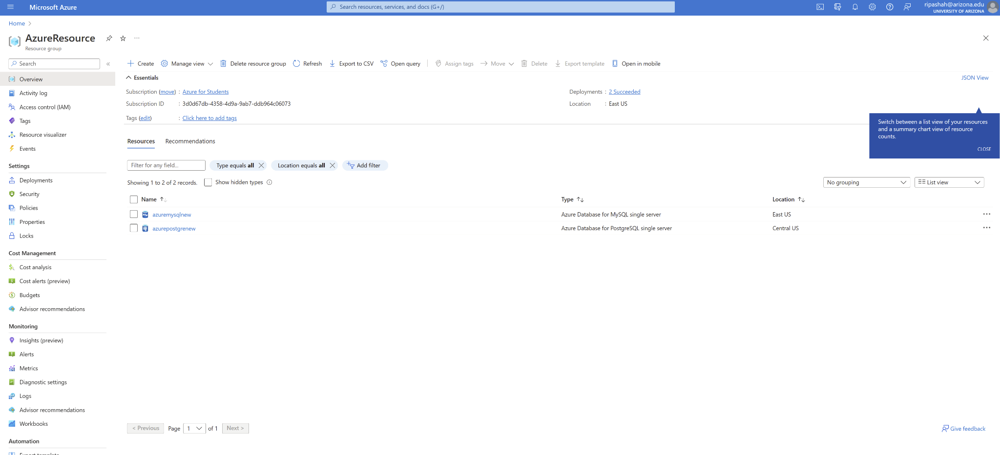 Microsoft Azure
Search resources, services, and docs (G+/)
ripashah@arizona.edu
UNIVERSITY OF ARIZONA
Home
AzureResource
Resource group
Search
Overview
Activity log
Access control (IAM)
Tags
Resource visualizer
Events
Settings
Deployments
Security
Policies
Properties
Locks
Cost Management
Cost analysis
Cost alerts (preview)
Budgets
Advisor recommendations
Monitoring
Insights (preview)
Alerts
Metrics
Diagnostic settings
Logs
Advisor recommendations
Workbooks
Automation
Export template
Create Manage view Delete resource group Refresh Export to CSV Open query Assign tags Move Delete Export template Open in mobile
Essentials
JSON View
Subscription (move) : Azure for Students
Subscription ID : 3d0d67db-4358-4d9a-9ab7-ddb964c06073
Tags (edit) : Click here to add tags
Deployments : 2 Succeeded
Location : East US
Switch between a list view of your resources
and a summary chart view of resource
counts.
CLOSE
Resources Recommendations
Filter for any field...
Type equals all
Location equals all
Add filter
Showing 1 to 2 of 2 records.
Show hidden types
No grouping
List view
Name Type Location
azuremysqlnew Azure Database for MySQL single server East US
azurepostgrenew Azure Database for PostgreSQL single server Central US
< Previous Page 1 of 1 Next >
Give feedback